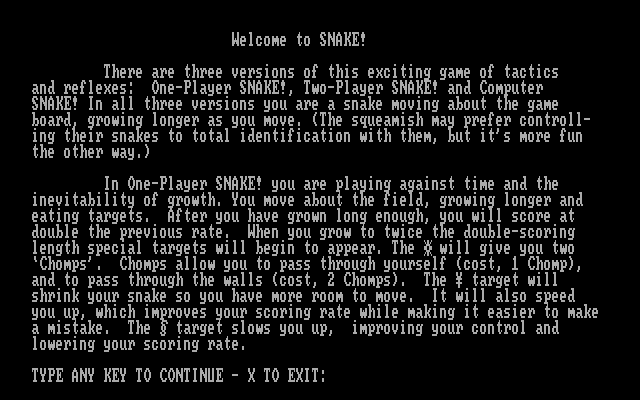 Welcome to SNAKE!
There are three versions of this exciting game of tactics
and reflexes:  One-Player SNAKE!, Two-Player SNAKE! and Computer
SNAKE! In all three versions you are a snake moving about the game
board, growing longer as you move. (The squeamish may prefer controll-
ing their snakes to total identification with them, but it's more fun
the other way.)
In One-Player SNAKE! you are playing against time and the
inevitability of growth. You move about the field, growing longer and
eating targets.  After you have grown long enough, you will score at
double the previous rate.  When you grow to twice the double-scoring
length special targets will begin to appear. The ※ will give you two
‘Chomps’.  Chomps allow you to pass through yourself (cost, 1 Chomp),
and to pass through the walls (cost, 2 Chomps).  The ¥ target will
shrink your snake so you have more room to move.  It will also speed
you up, which improves your scoring rate while making it easier to make
a mistake.  The § target slows you up,  improving your control and
lowering your scoring rate.
TYPE ANY KEY TO CONTINUE - X TO EXIT: